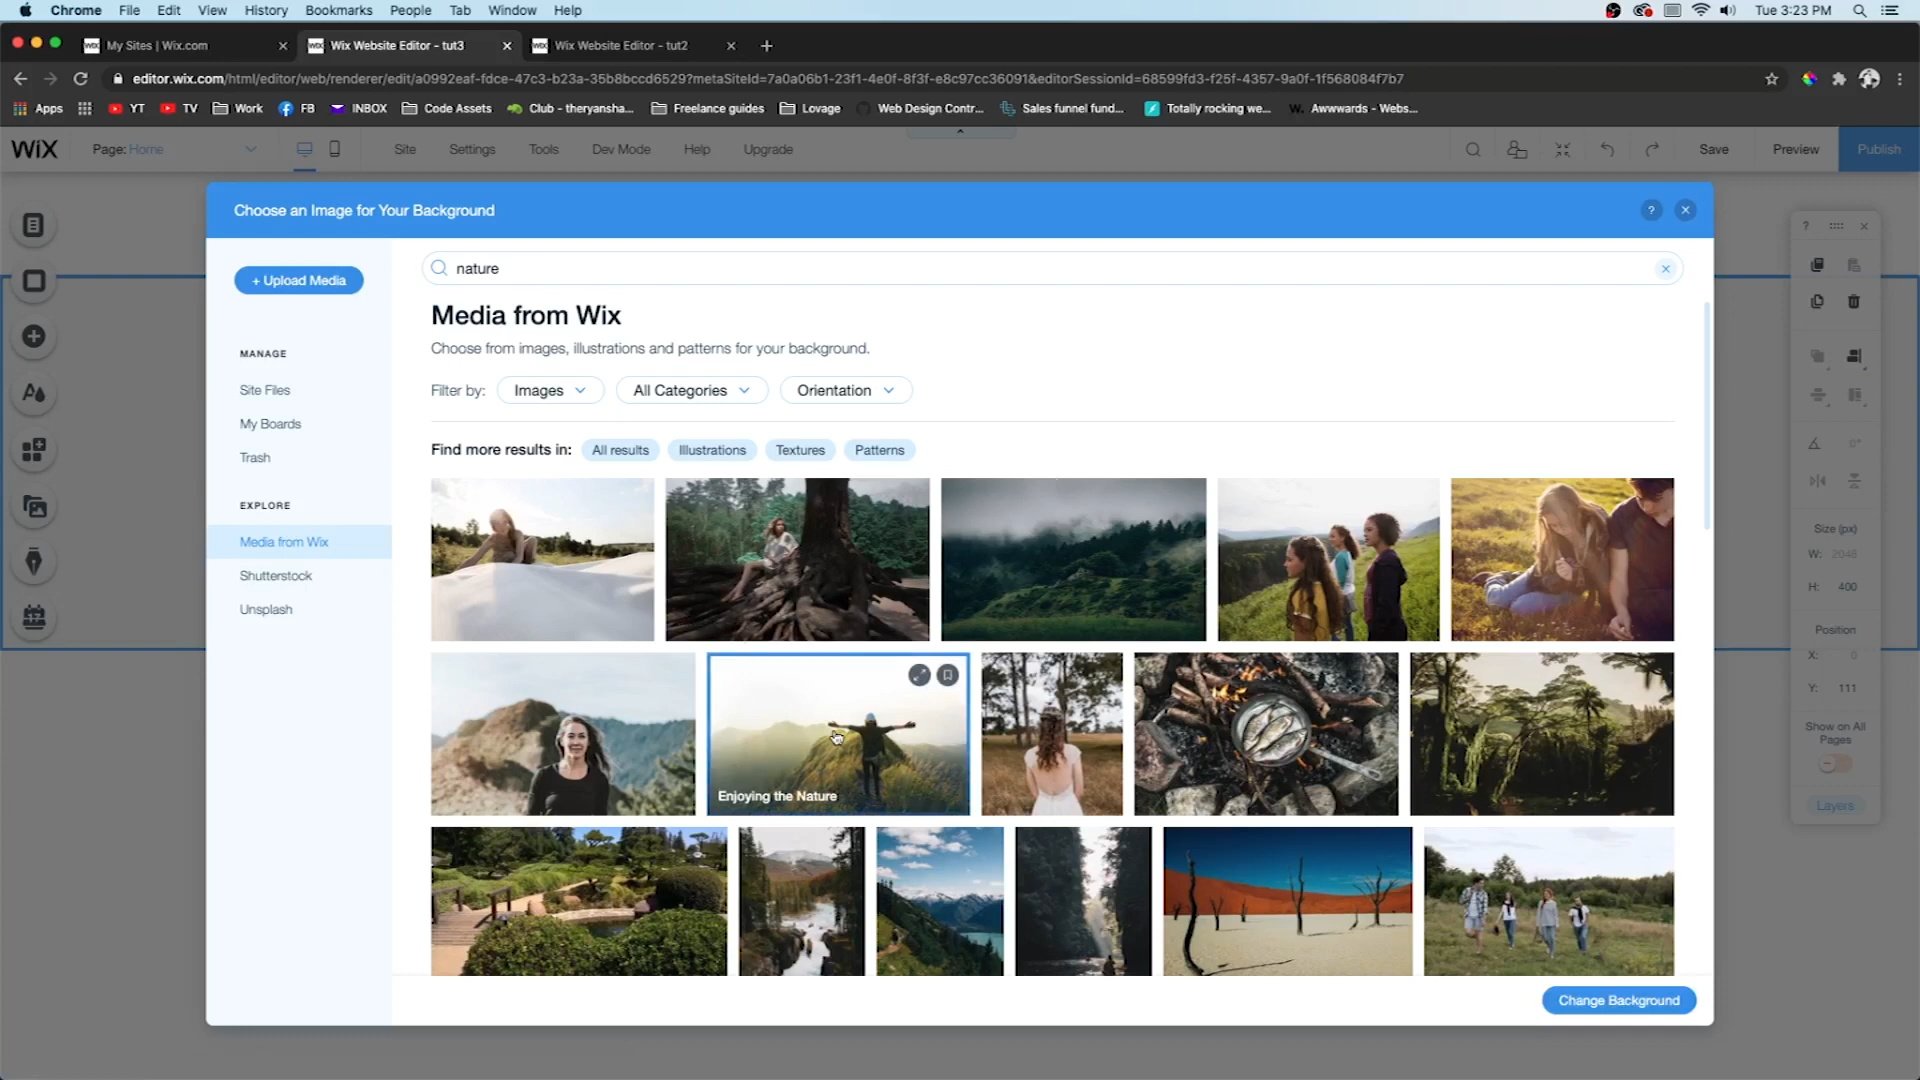 Chrome File Edit View History Bookmarks People Tab Window Help Tue 3:23 PM
My Sites | Wix.com Wix Website Editor - tut3 Wix Website Editor - tut2
editor.wix.com/html/editor/web/renderer/edit/a0992eaf-fdce-47c3-b23a-35b8bccd6529?metaSiteId=7a0a06b1-23f1-4e0f-8f3f-e8c97cc36091&editorSessionId=68599fd3-f25f-4357-9a0f-1f568084f7b7
Apps YT TV Work FB INBOX Code Assets Club - theryansha... Freelance guides Lovage Web Design Contr... Sales funnel fund... Totally rocking we... W. Awwwards - Webs...
WiX Page: Home Site Settings Tools Dev Mode Help Upgrade Save Preview Publish
Choose an Image for Your Background ?
+ Upload Media
MANAGE
Site Files
My Boards
Trash
EXPLORE
Media from Wix
Shutterstock
Unsplash
nature
Media from Wix
Choose from images, illustrations and patterns for your background.
Filter by: Images All Categories Orientation
Find more results in: All results Illustrations Textures Patterns
Enjoying the Nature
Change Background
?
0°
Size (px)
W: 2048
H: 400
Position
X: 0
Y: 111
Show on All
Pages
Layers